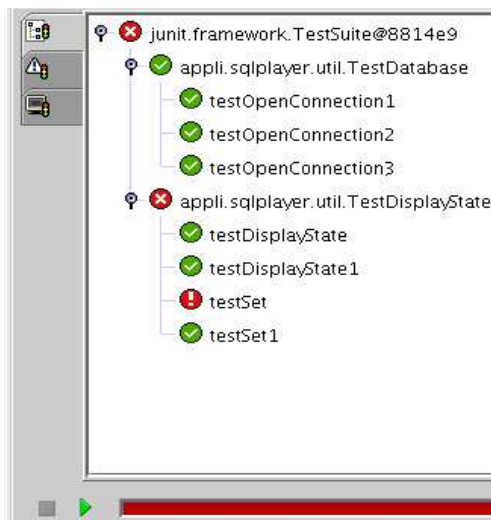 junit.framework.TestSuite@8814e9
appli.sqlplayer.util.TestDatabase
testOpenConnection1
testOpenConnection2
testOpenConnection3
appli.sqlplayer.util.TestDisplayState
testDisplayState
testDisplayState1
testSet
testSet1